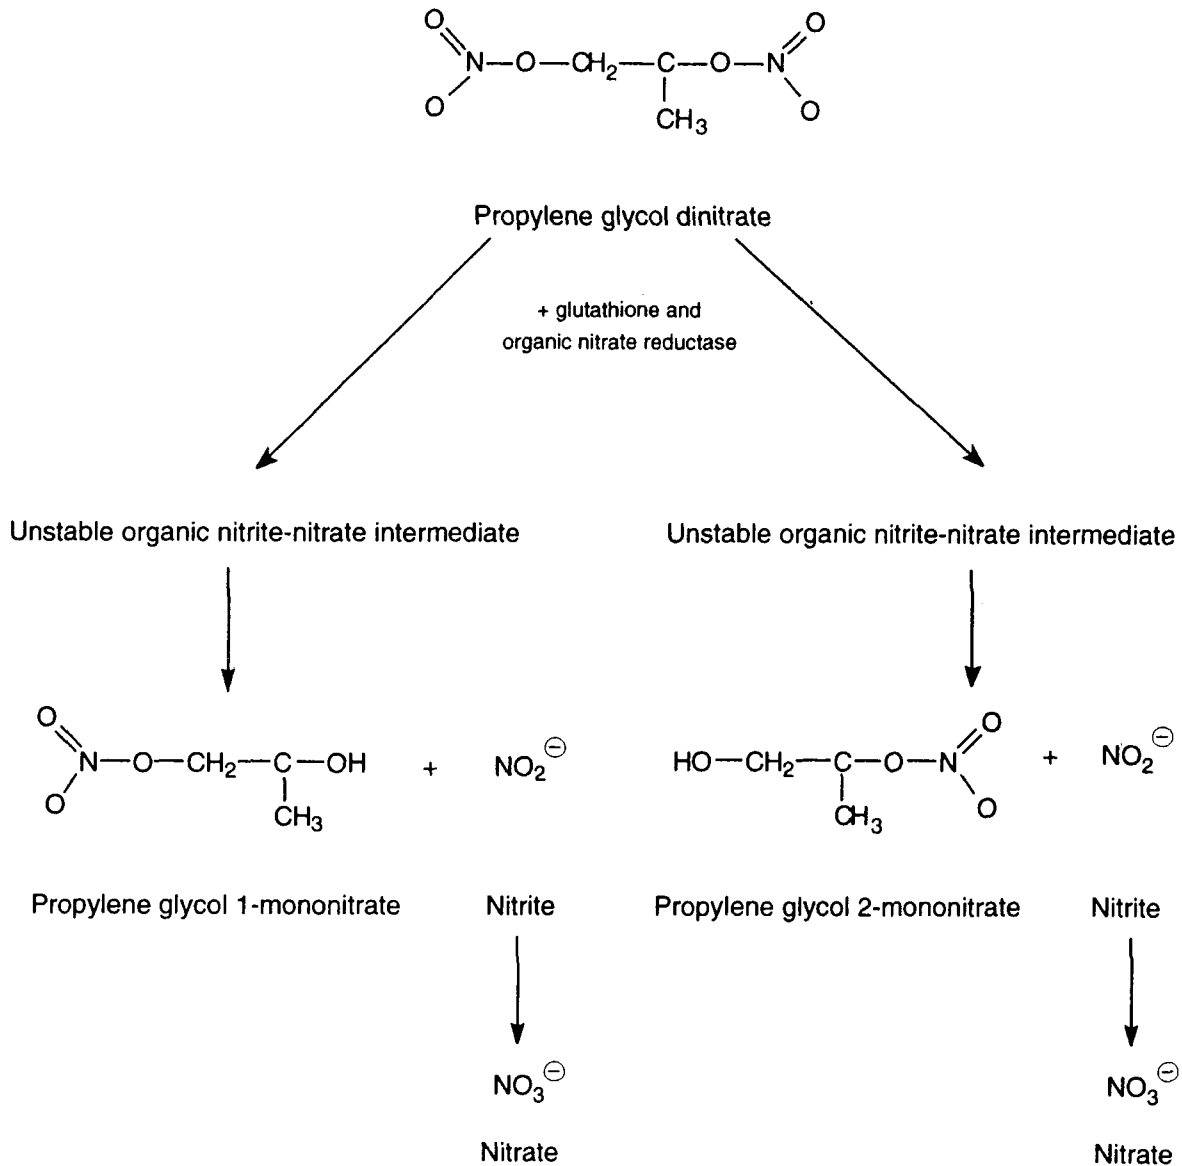 O O
N—O—CH2—C—O—N
O CH3 O
Propylene glycol dinitrate
+ glutathione and
organic nitrate reductase
Unstable organic nitrite-nitrate intermediate
Unstable organic nitrite-nitrate intermediate
O
N—O—CH2—C—OH + NO2⊖
O CH3
O
HO—CH2—C—O—N + NO2⊖
CH3 O
Propylene glycol 1-mononitrate Nitrite
Propylene glycol 2-mononitrate Nitrite
NO3⊖ NO3⊖
Nitrate Nitrate